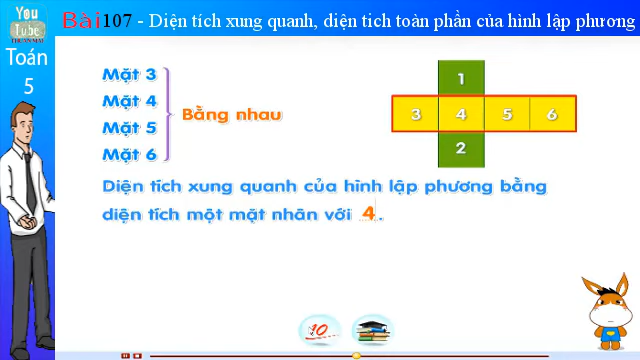 You
Tube
Bài107 - Diện tích xung quanh, diện tich toàn phần của hình lập phương
Toán
5
Mặt 3
Mặt 4
Mặt 5
Mặt 6
Bằng nhau
1
3 4 5 6
2
Diện tích xung quanh của hình lập phương bằng
diện tích một mặt nhân với 4.
10